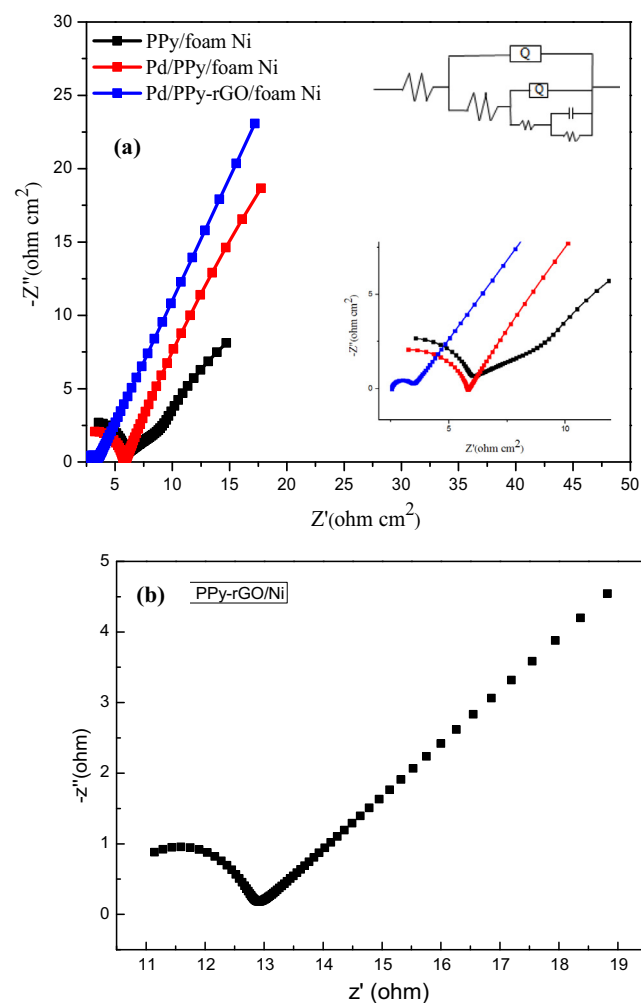 30
25
20
15
10
5
0
-Z''(ohm cm²)
PPy/foam Ni
Pd/PPy/foam Ni
Pd/PPy-rGO/foam Ni
(a)
Q
Q
5
0
-Z''(ohm cm²)
5 10
Z'(ohm cm²)
5 10 15 20 25 30 35 40 45 50
Z'(ohm cm²)
(b) PPy-rGO/Ni
5
4
3
2
1
0
-z''(ohm)
11 12 13 14 15 16 17 18 19
z' (ohm)